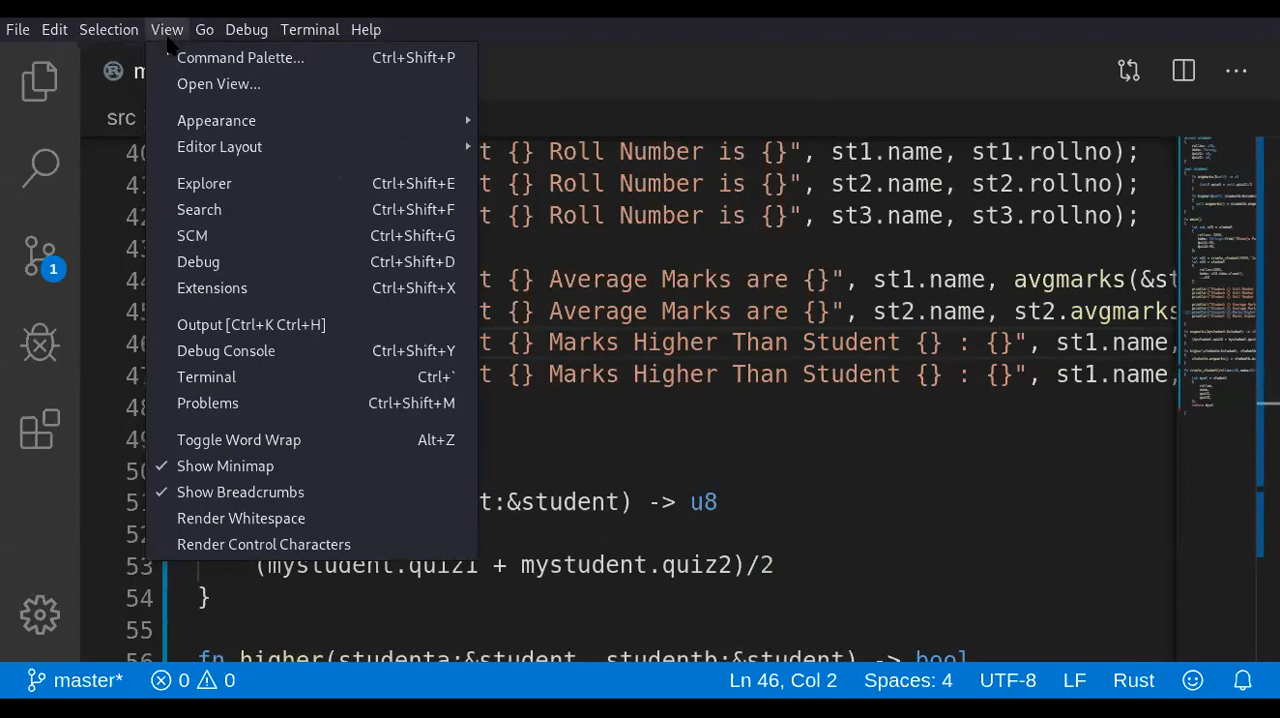 File Edit Selection View Go Debug Terminal Help
Command Palette... Ctrl+Shift+P
Open View...
Appearance
Editor Layout
Explorer Ctrl+Shift+E
Search Ctrl+Shift+F
SCM Ctrl+Shift+G
Debug Ctrl+Shift+D
Extensions Ctrl+Shift+X
Output [Ctrl+K Ctrl+H]
Debug Console Ctrl+Shift+Y
Terminal Ctrl+`
Problems Ctrl+Shift+M
Toggle Word Wrap Alt+Z
Show Minimap
Show Breadcrumbs
Render Whitespace
Render Control Characters
m
src
40 t {} Roll Number is {}", st1.name, st1.rollno);
41 t {} Roll Number is {}", st2.name, st2.rollno);
42 t {} Roll Number is {}", st3.name, st3.rollno);
43
44 t {} Average Marks are {}", st1.name, avgmarks(&st
45 t {} Average Marks are {}", st2.name, st2.avgmarks
46 t {} Marks Higher Than Student {} : {}", st1.name,
47 t {} Marks Higher Than Student {} : {}", st1.name,
48
49
50
51 t:&student) -> u8
52
53 (mystudent.quiz1 + mystudent.quiz2)/2
54 }
55
56 fn higher(studenta:&student, studentb:&student) -> bool
1
master* 0 0 Ln 46, Col 2 Spaces: 4 UTF-8 LF Rust